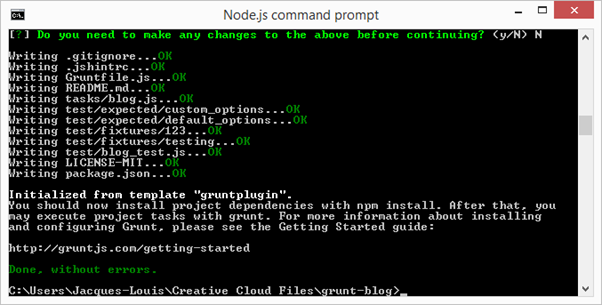 Node.js command prompt
[?] Do you need to make any changes to the above before continuing? (y/N) N
Writing .gitignore...OK
Writing .jshintrc...OK
Writing Gruntfile.js...OK
Writing README.md...OK
Writing tasks/blog.js...OK
Writing test/expected/custom_options...OK
Writing test/expected/default_options...OK
Writing test/fixtures/123...OK
Writing test/fixtures/testing...OK
Writing test/blog_test.js...OK
Writing LICENSE-MIT...OK
Writing package.json...OK
Initialized from template "gruntplugin".
You should now install project dependencies with npm install. After that, you
may execute project tasks with grunt. For more information about installing
and configuring Grunt, please see the Getting Started guide:
http://gruntjs.com/getting-started
Done, without errors.
C:\Users\Jacques-Louis\Creative Cloud Files\grunt-blog>_